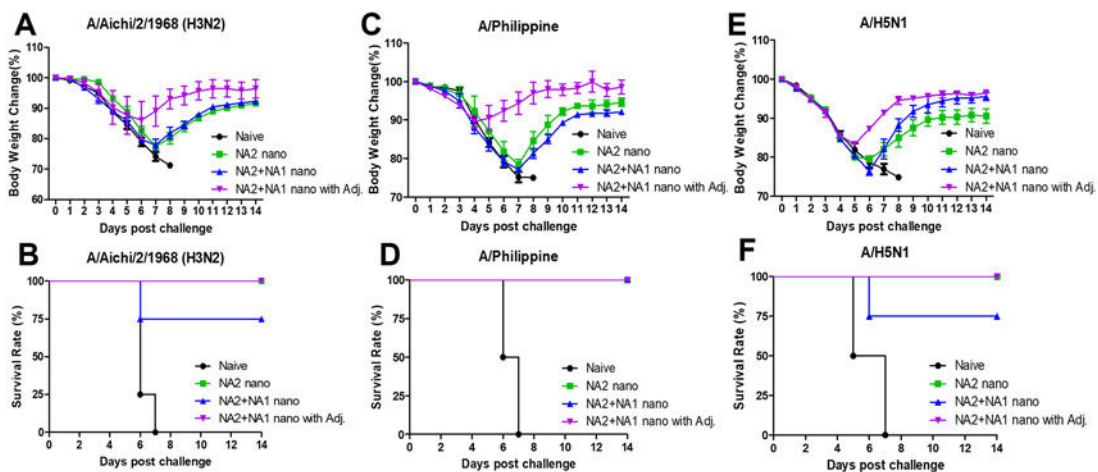 A
A/Aichi/2/1968 (H3N2)
Body Weight Change(%)
110
100
90
80
70
60
0 1 2 3 4 5 6 7 8 9 10 11 12 13 14
Days post challenge
Naive
NA2 nano
NA2+NA1 nano
NA2+NA1 nano with Adj.
C
A/Philippine
Body Weight Change(%)
110
100
90
80
70
0 1 2 3 4 5 6 7 8 9 10 11 12 13 14
Days post challenge
Naive
NA2 nano
NA2+NA1 nano
NA2+NA1 nano with Adj.
E
A/H5N1
Body Weight Change(%)
110
100
90
80
70
0 1 2 3 4 5 6 7 8 9 10 11 12 13 14
Days post challenge
Naive
NA2 nano
NA2+NA1 nano
NA2+NA1 nano with Adj.
B
A/Aichi/2/1968 (H3N2)
Survival Rate (%)
100
75
50
25
0
0 2 4 6 8 10 12 14
Days post challenge
Naive
NA2 nano
NA2+NA1 nano
NA2+NA1 nano with Adj.
D
A/Philippine
Survival Rate (%)
100
75
50
25
0
0 2 4 6 8 10 12 14
Days post challenge
Naive
NA2 nano
NA2+NA1 nano
NA2+NA1 nano with Adj.
F
A/H5N1
Survival Rate (%)
100
75
50
25
0
0 2 4 6 8 10 12 14
Days post challenge
Naive
NA2 nano
NA2+NA1 nano
NA2+NA1 nano with Adj.